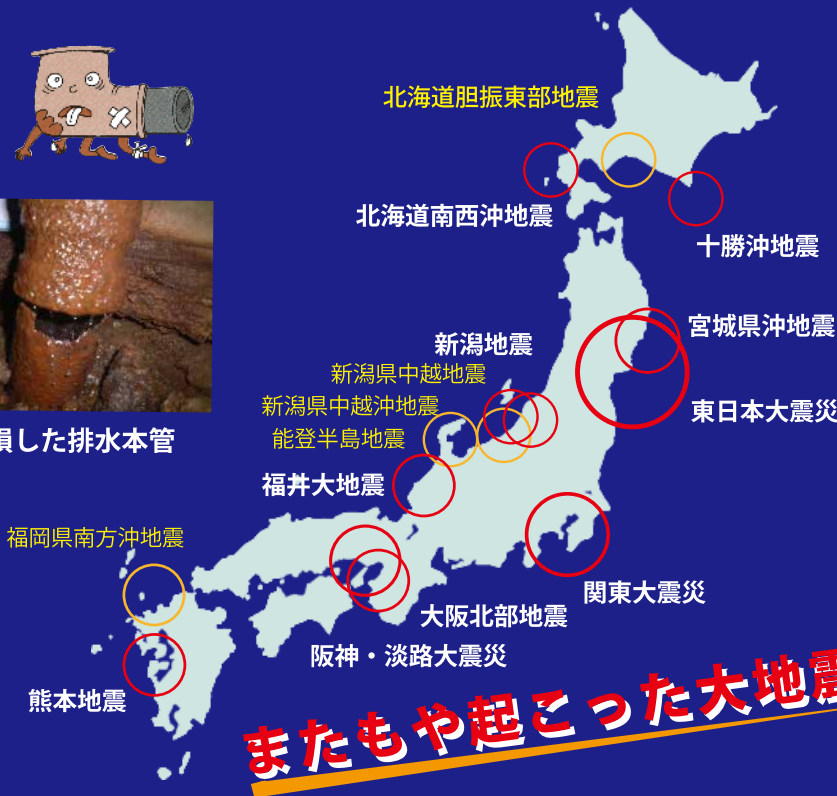 北海道胆振東部地震
北海道南西沖地震
十勝沖地震
宮城県沖地震
新潟地震
新潟県中越地震
新潟県中越沖地震
東日本大震災
能登半島地震
損した排水本管
福井大地震
福岡県南方沖地震
関東大震災
大阪北部地震
阪神・淡路大震災
熊本地震
またもや起こった大地震